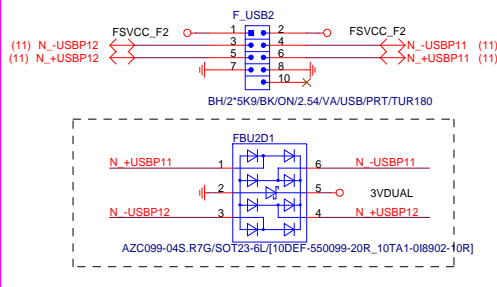 F_USB2
FSVCC_F2 1 2 FSVCC_F2
(11) N_-USBP12 3 4 N_-USBP11 (11)
(11) N_+USBP12 5 6 N_+USBP11 (11)
7 8
10
BH/2*5K9/BK/ON/2.54/VA/USB/PRT/TUR180
FBU2D1
N_+USBP11 1 6 N_-USBP11
2 5 3VDUAL
N_-USBP12 3 4 N_+USBP12
AZC099-04S.R7G/SOT23-6L/[10DEF-550099-20R_10TA1-0I8902-10R]